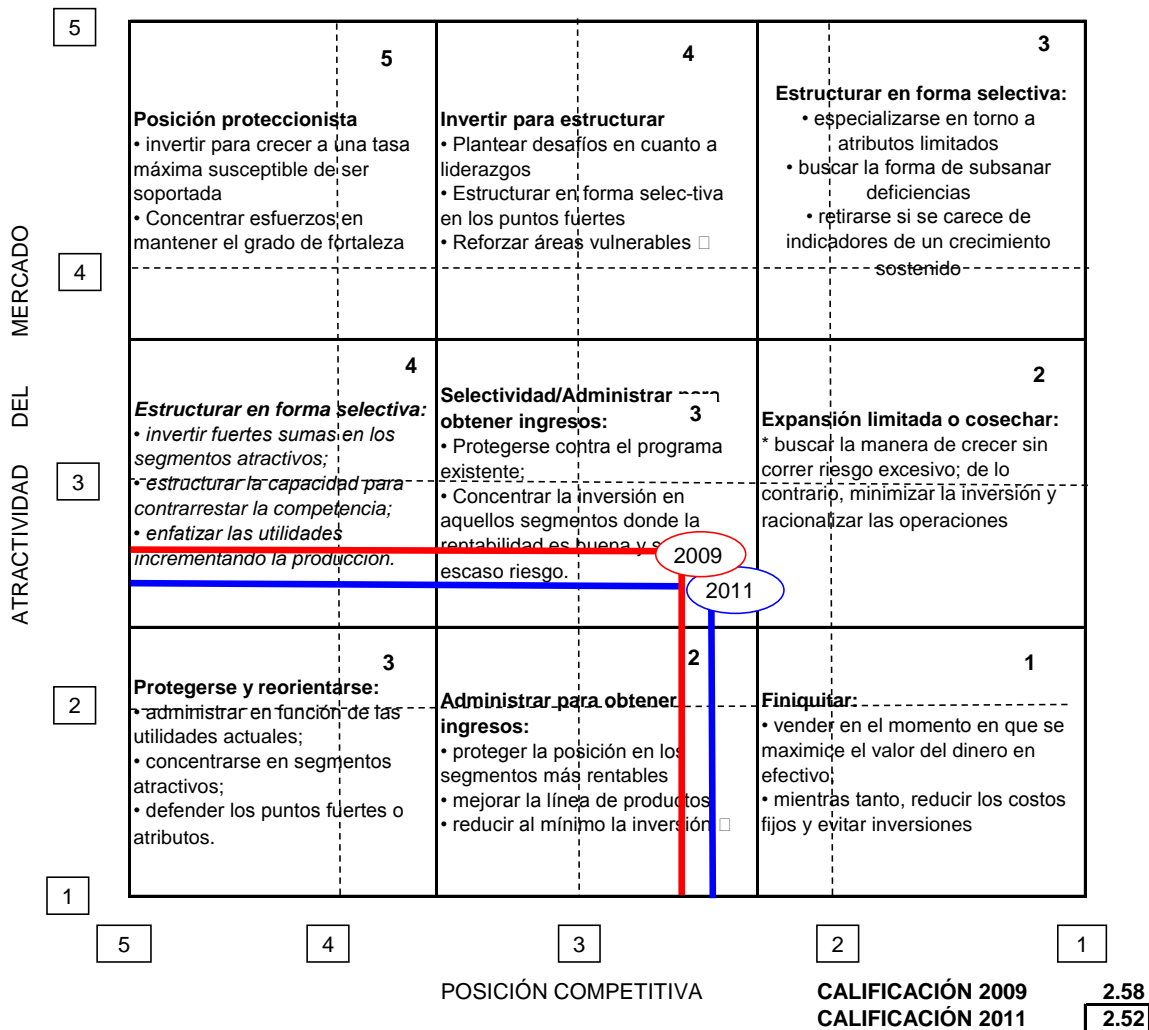 5
5
Posición proteccionista
• invertir para crecer a una tasa
máxima susceptible de ser
soportada
• Concentrar esfuerzos en
mantener el grado de fortaleza
4
Invertir para estructurar
• Plantear desafíos en cuanto a
liderazgos
• Estructurar en forma selec-tiva
en los puntos fuertes
• Reforzar áreas vulnerables □
3
Estructurar en forma selectiva:
• especializarse en torno a
atributos limitados
• buscar la forma de subsanar
deficiencias
• retirarse si se carece de
indicadores de un crecimiento
sostenido
4
ATRACTIVIDAD DEL MERCADO
4
Estructurar en forma selectiva:
• invertir fuertes sumas en los
segmentos atractivos;
• estructurar la capacidad para
contrarrestar la competencia;
• enfatizar las utilidades
incrementando la producción.
Selectividad/Administrar para
obtener ingresos:
3
• Protegerse contra el programa
existente;
• Concentrar la inversión en
aquellos segmentos donde la
rentabilidad es buena y
escaso riesgo.
2
Expansión limitada o cosechar:
* buscar la manera de crecer sin
correr riesgo excesivo; de lo
contrario, minimizar la inversión y
racionalizar las operaciones
3
2009
2011
3
Protegerse y reorientarse:
• administrar en función de las
utilidades actuales;
• concentrarse en segmentos
atractivos;
• defender los puntos fuertes o
atributos.
2
Administrar para obtener
ingresos:
• proteger la posición en los
segmentos más rentables
• mejorar la línea de productos
• reducir al mínimo la inversión □
1
Finiquitar:
• vender en el momento en que se
maximice el valor del dinero en
efectivo;
• mientras tanto, reducir los costos
fijos y evitar inversiones
2
1
5
4
3
2
1
POSICIÓN COMPETITIVA
CALIFICACIÓN 2009 2.58
CALIFICACIÓN 2011 2.52